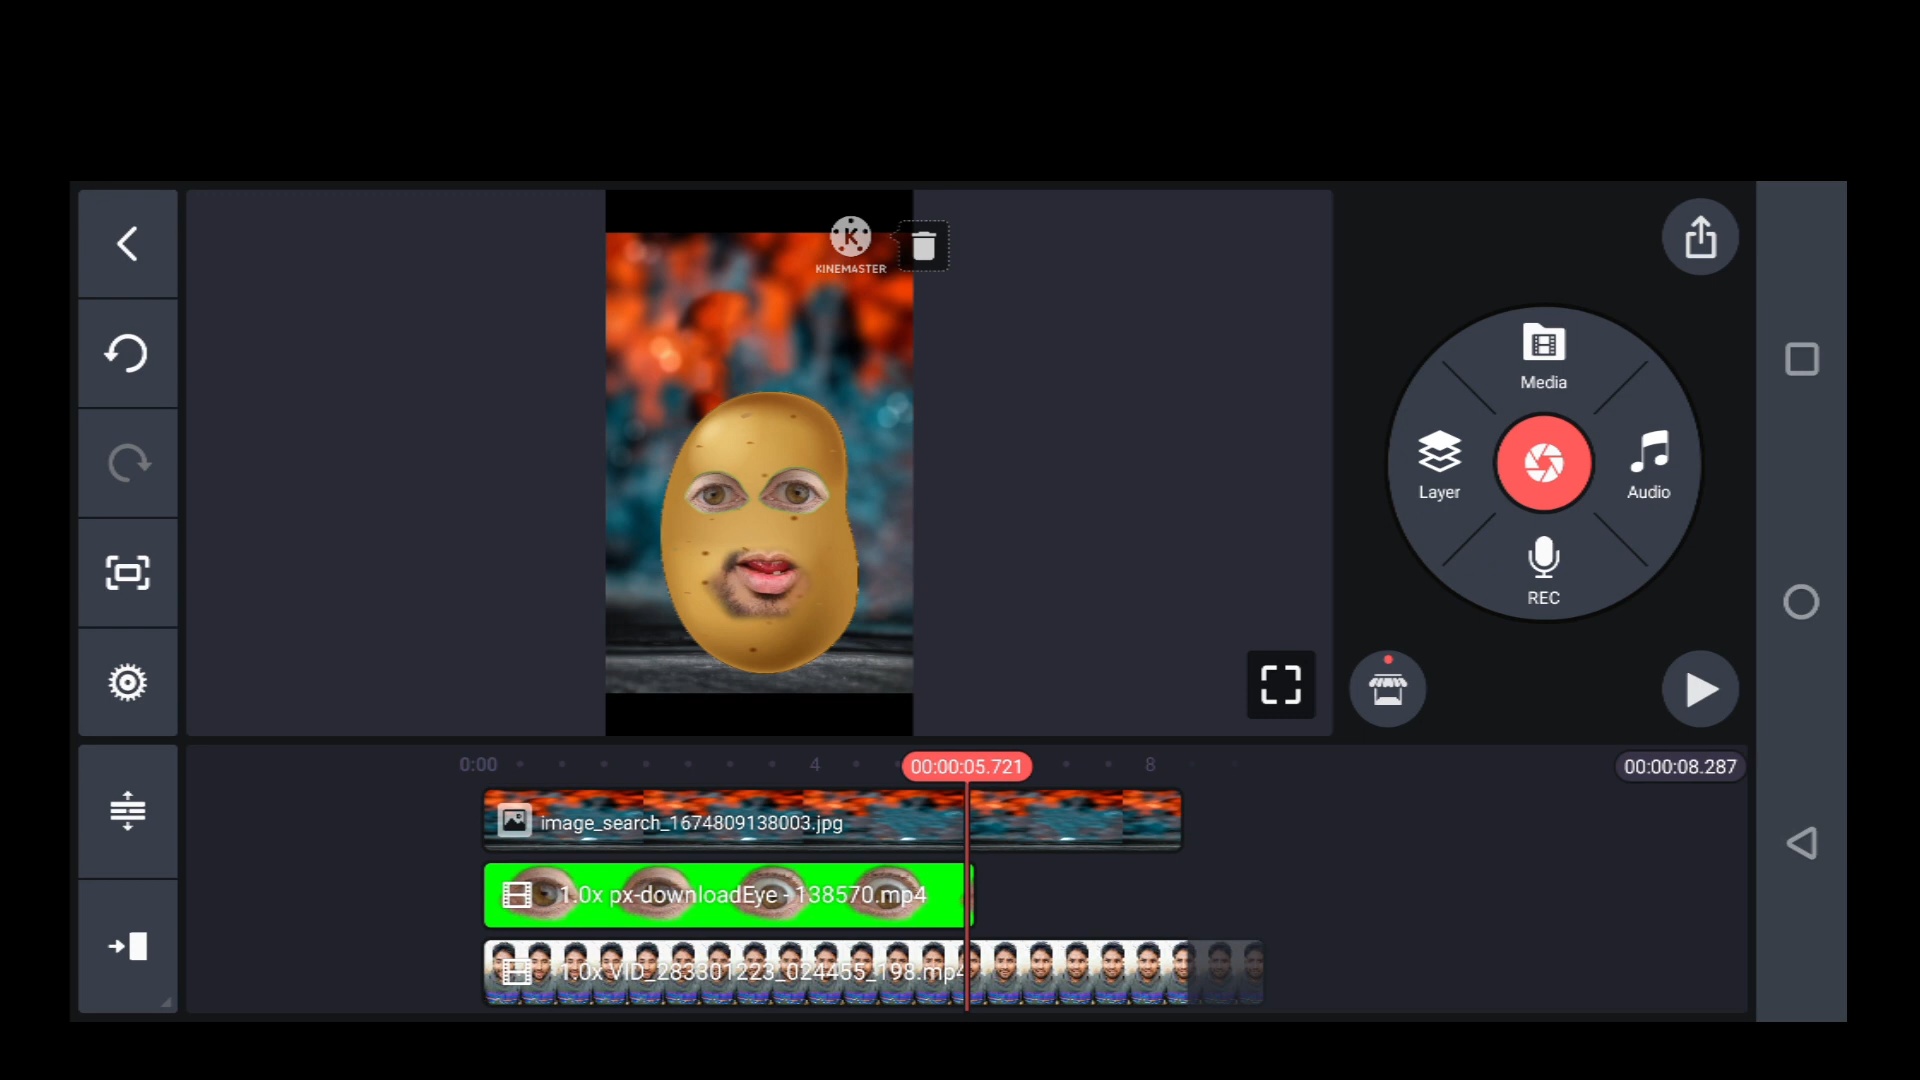 K
KINEMASTER
Media
Layer
Audio
REC
0:00
4
00:00:05.721
8
00:00:08.287
image_search_1674809138003.jpg
1.0x px-downloadEye - 138570.mp4
1.0x VID_283801223_024455_198.mp4